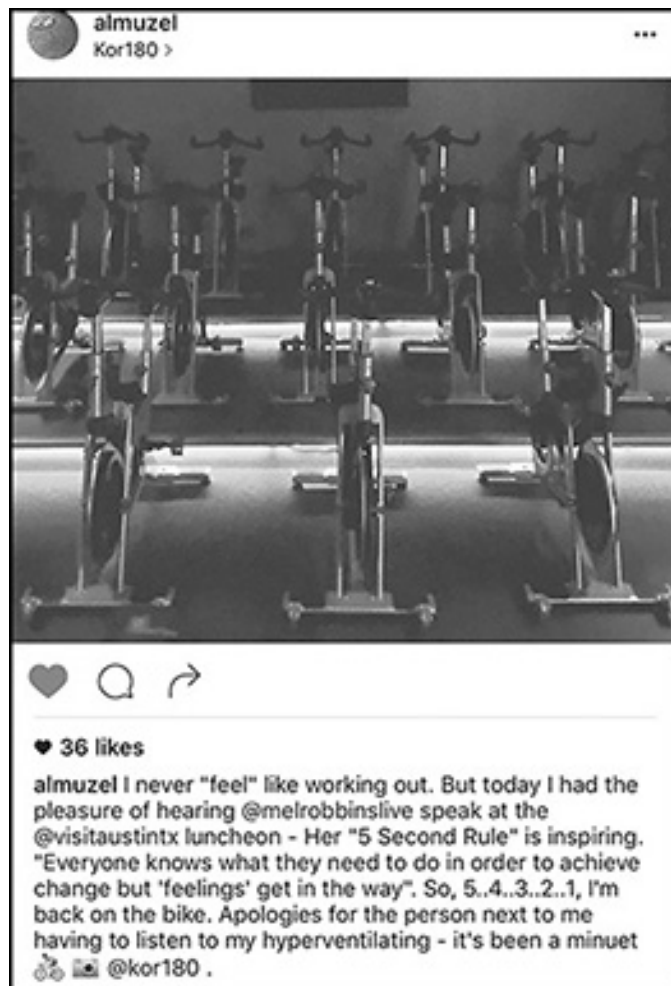 almuzel
Kor180 >
36 likes
almuzel I never "feel" like working out. But today I had the
pleasure of hearing @melrobbinslive speak at the
@visitaustintx luncheon - Her "5 Second Rule" is inspiring.
"Everyone knows what they need to do in order to achieve
change but 'feelings' get in the way". So, 5..4..3..2..1, I'm
back on the bike. Apologies for the person next to me
having to listen to my hyperventilating - it's been a minuet
🚴 📷 @kor180 .